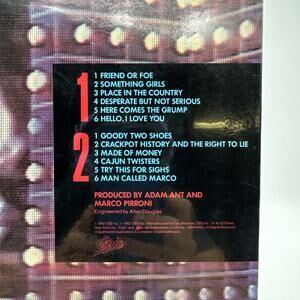 1
1 FRIEND OR FOE
2 SOMETHING GIRLS
3 PLACE IN THE COUNTRY
4 DESPERATE BUT NOT SERIOUS
5 HERE COMES THE GRUMP
6 HELLO, I LOVE YOU
2
1 GOODY TWO SHOES
2 CRACKPOT HISTORY AND THE RIGHT TO LIE
3 MADE OF MONEY
4 CAJUN TWISTERS
5 TRY THIS FOR SIGHS
6 MAN CALLED MARCO
PRODUCED BY ADAM ANT AND
MARCO PIRRONI
Engineered by Allan Douglas
Epic